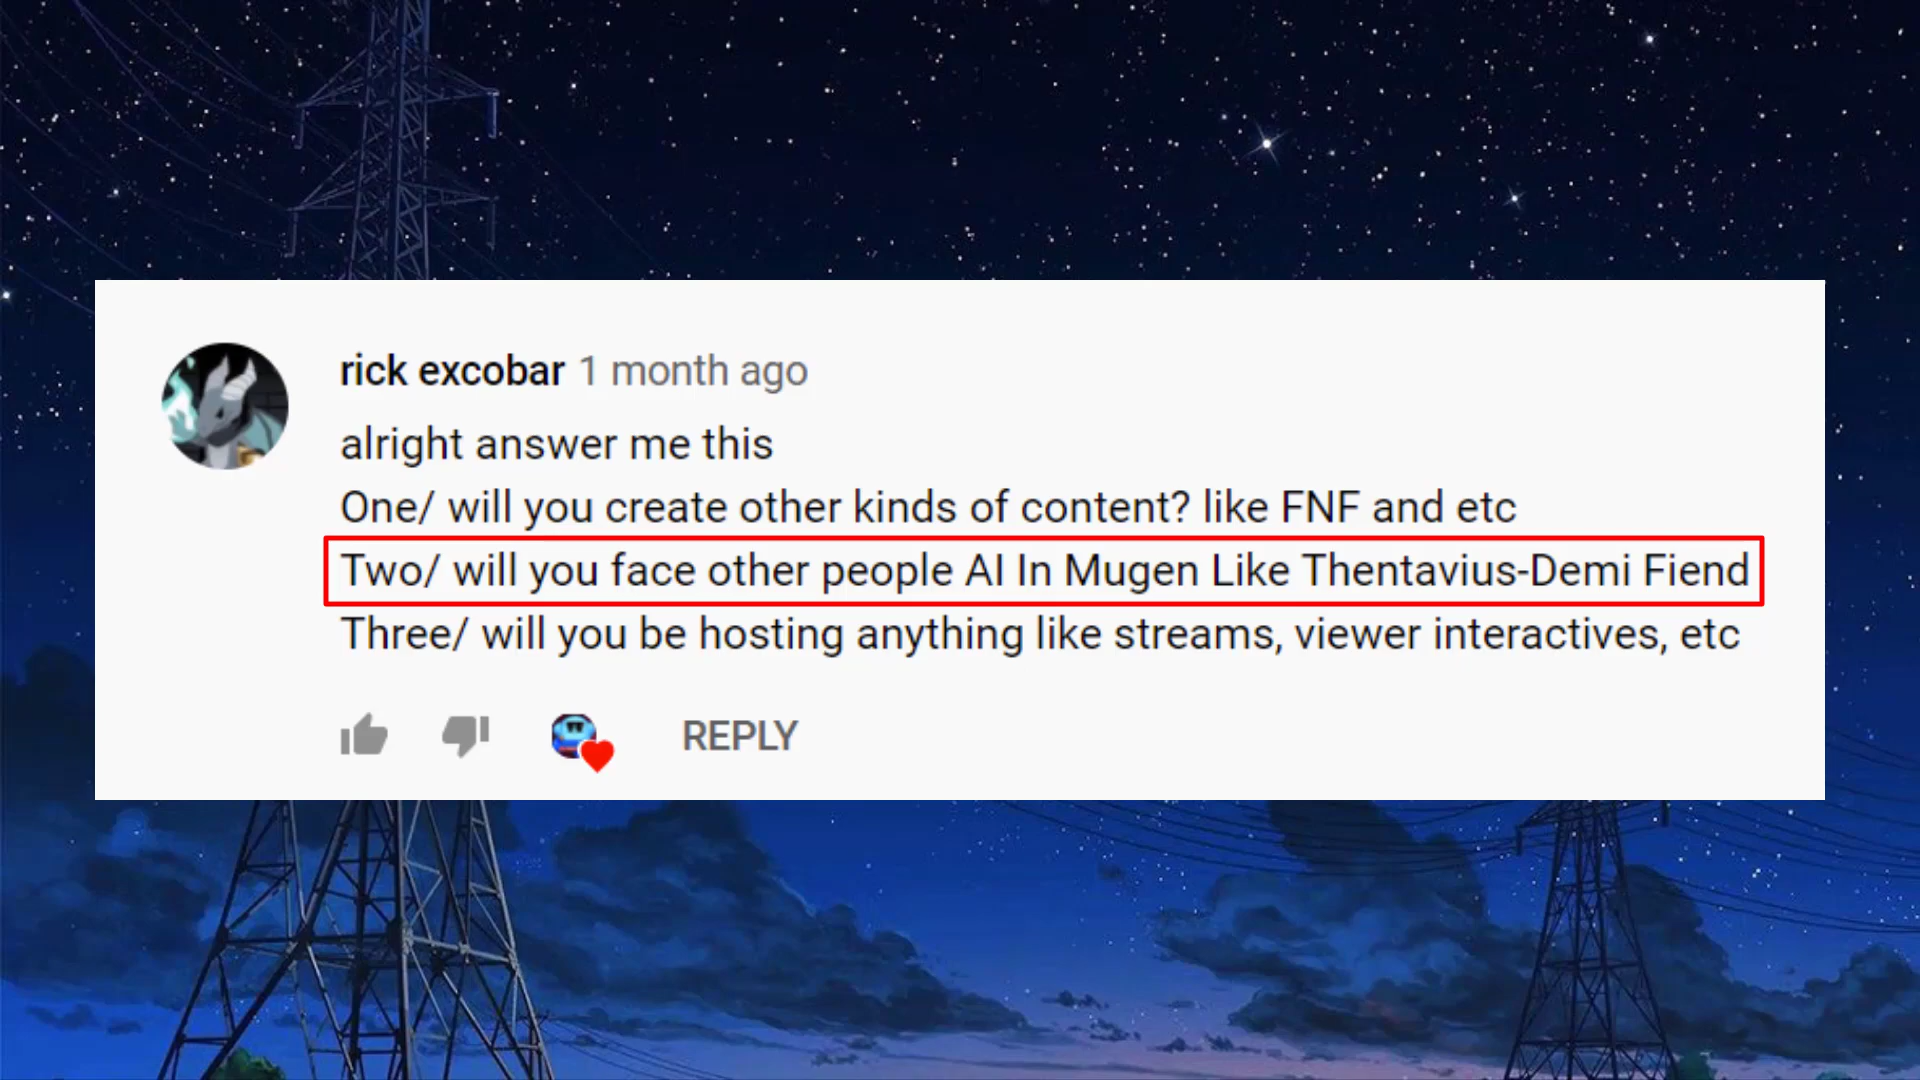 rick excobar 1 month ago
alright answer me this
One/ will you create other kinds of content? like FNF and etc
Two/ will you face other people AI In Mugen Like Thentavius-Demi Fiend
Three/ will you be hosting anything like streams, viewer interactives, etc
REPLY